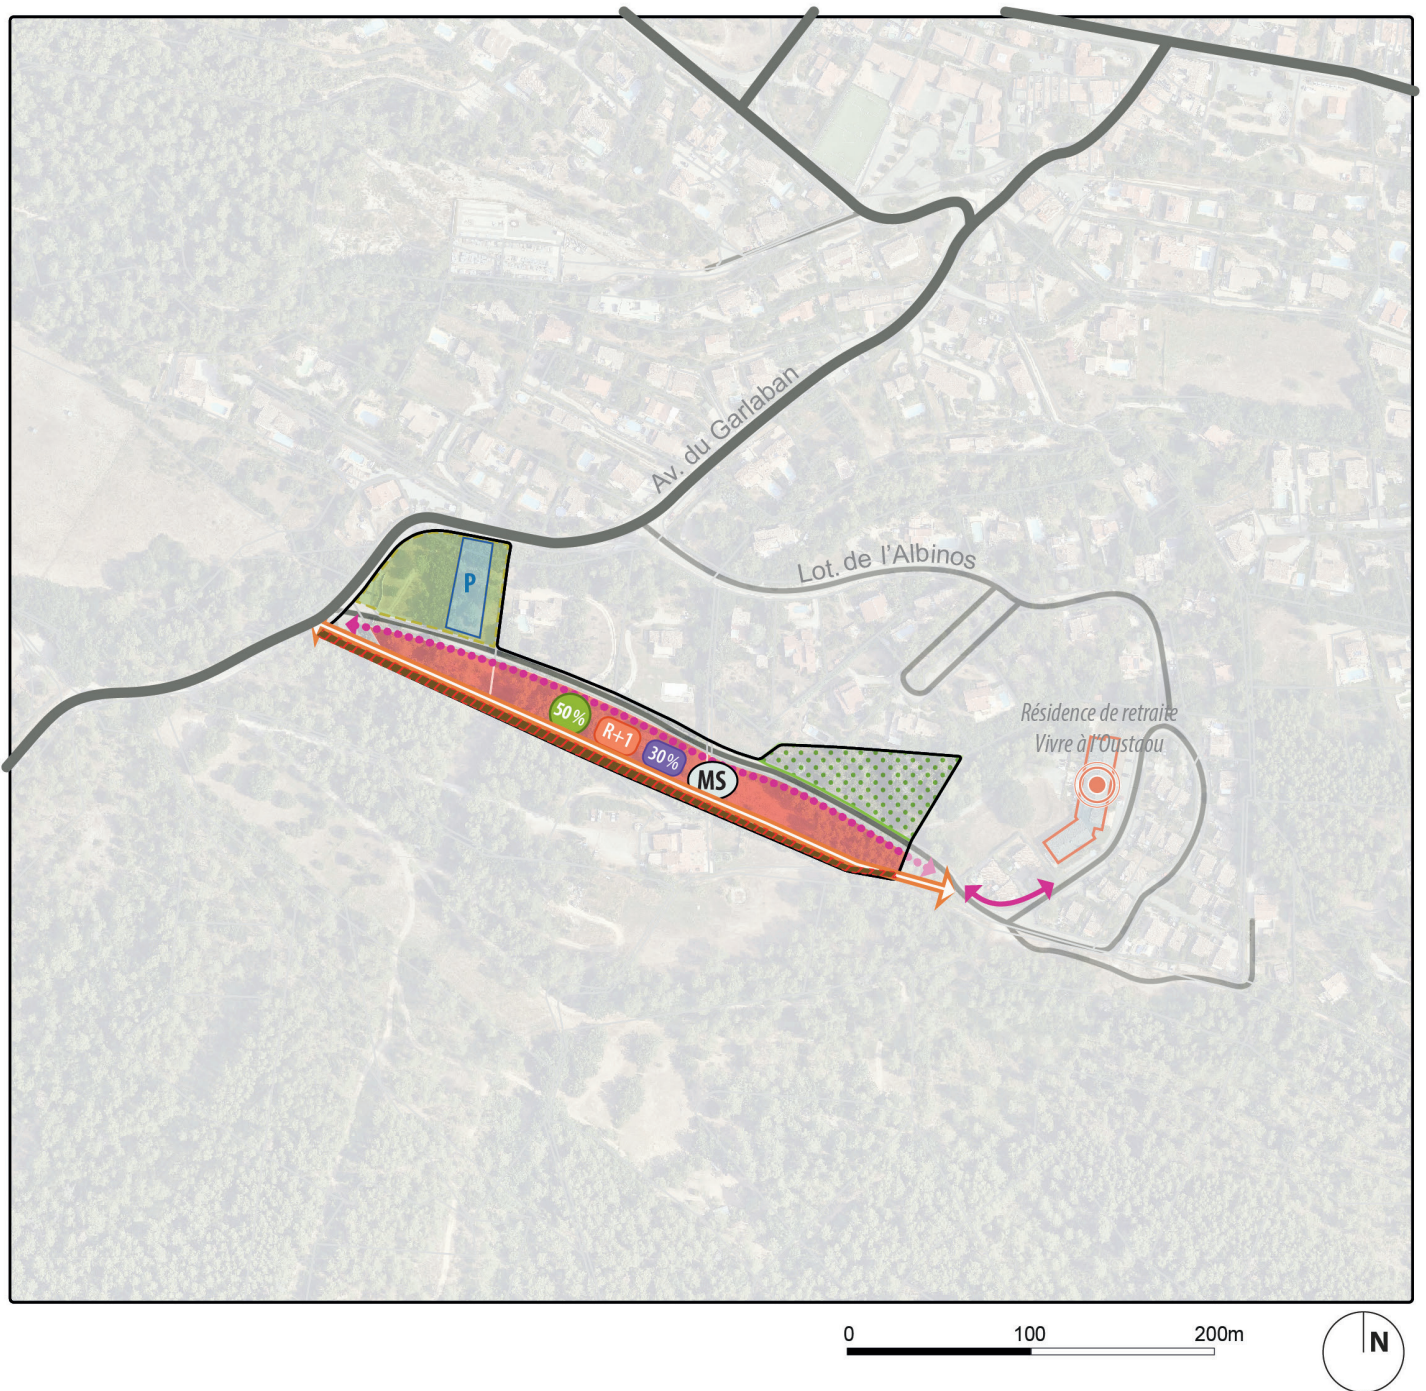 Av. du Garlaban
Lot. de l'Albinos
P
50%
R+1
30%
MS
Résidence de retraite
Vivre à l'Oustaou
0 100 200m
N